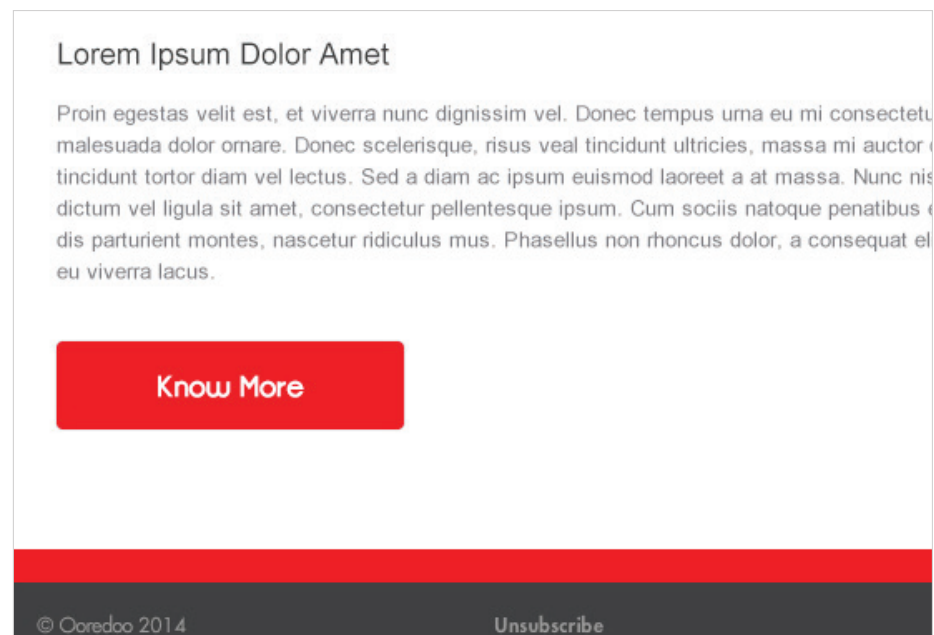 Lorem Ipsum Dolor Amet
Proin egestas velit est, et viverra nunc dignissim vel. Donec tempus urna eu mi consectetu
malesuada dolor ornare. Donec scelerisque, risus veal tincidunt ultricies, massa mi auctor
tincidunt tortor diam vel lectus. Sed a diam ac ipsum euismod laoreet a at massa. Nunc nis
dictum vel ligula sit amet, consectetur pellentesque ipsum. Cum sociis natoque penatibus
dis parturient montes, nascetur ridiculus mus. Phasellus non rhoncus dolor, a consequat el
eu viverra lacus.
Know More
© Ooredoo 2014 Unsubscribe